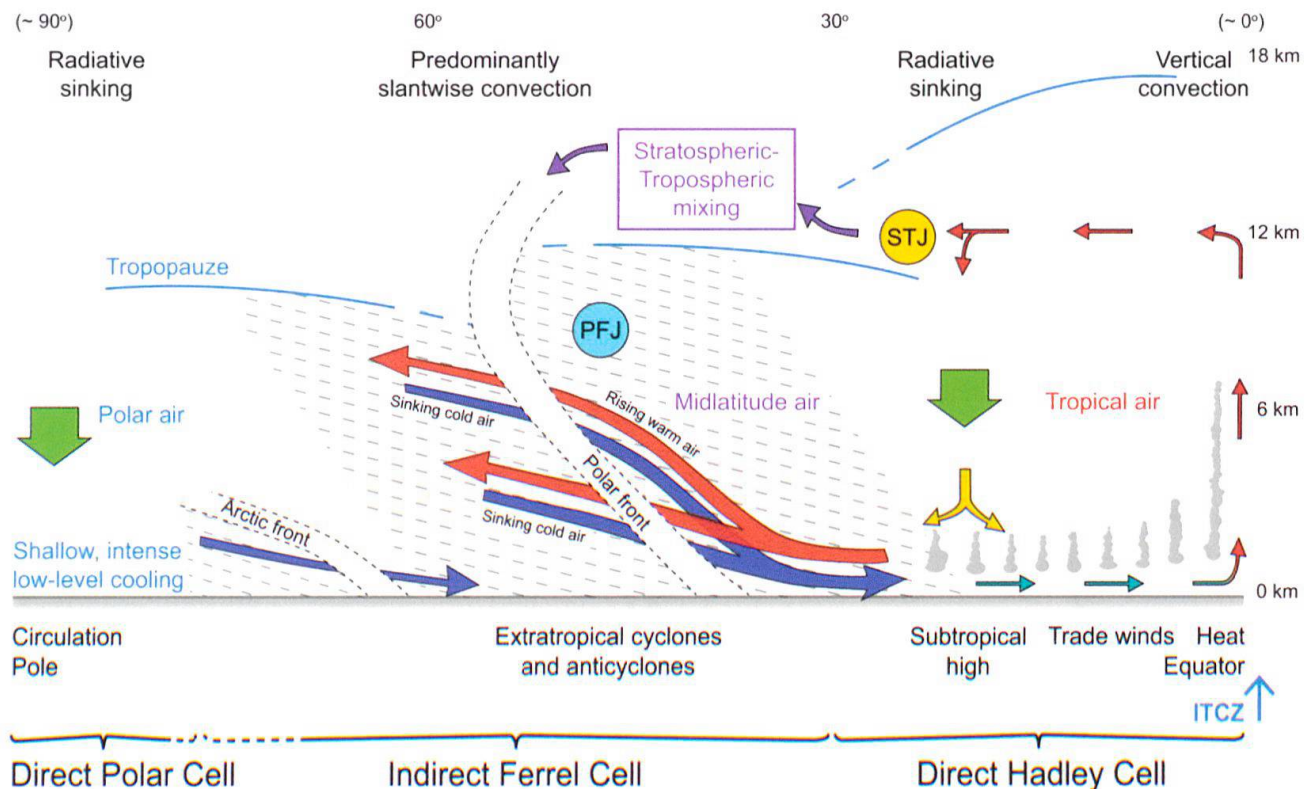 (~ 90°)
60°
30°
(~ 0°)
Radiative
sinking
Predominantly
slantwise convection
Radiative
sinking
Vertical
convection
18 km
Stratospheric-
Tropospheric
mixing
STJ
12 km
Tropopauze
PFJ
Polar air
Sinking cold air
Rising warm air
Midlatitude air
Tropical air
6 km
Polar front
Arctic front
Sinking cold air
Shallow, intense
low-level cooling
0 km
Circulation
Pole
Extratropical cyclones
and anticyclones
Subtropical
high
Trade winds
Heat
Equator
ITCZ
Direct Polar Cell
Indirect Ferrel Cell
Direct Hadley Cell